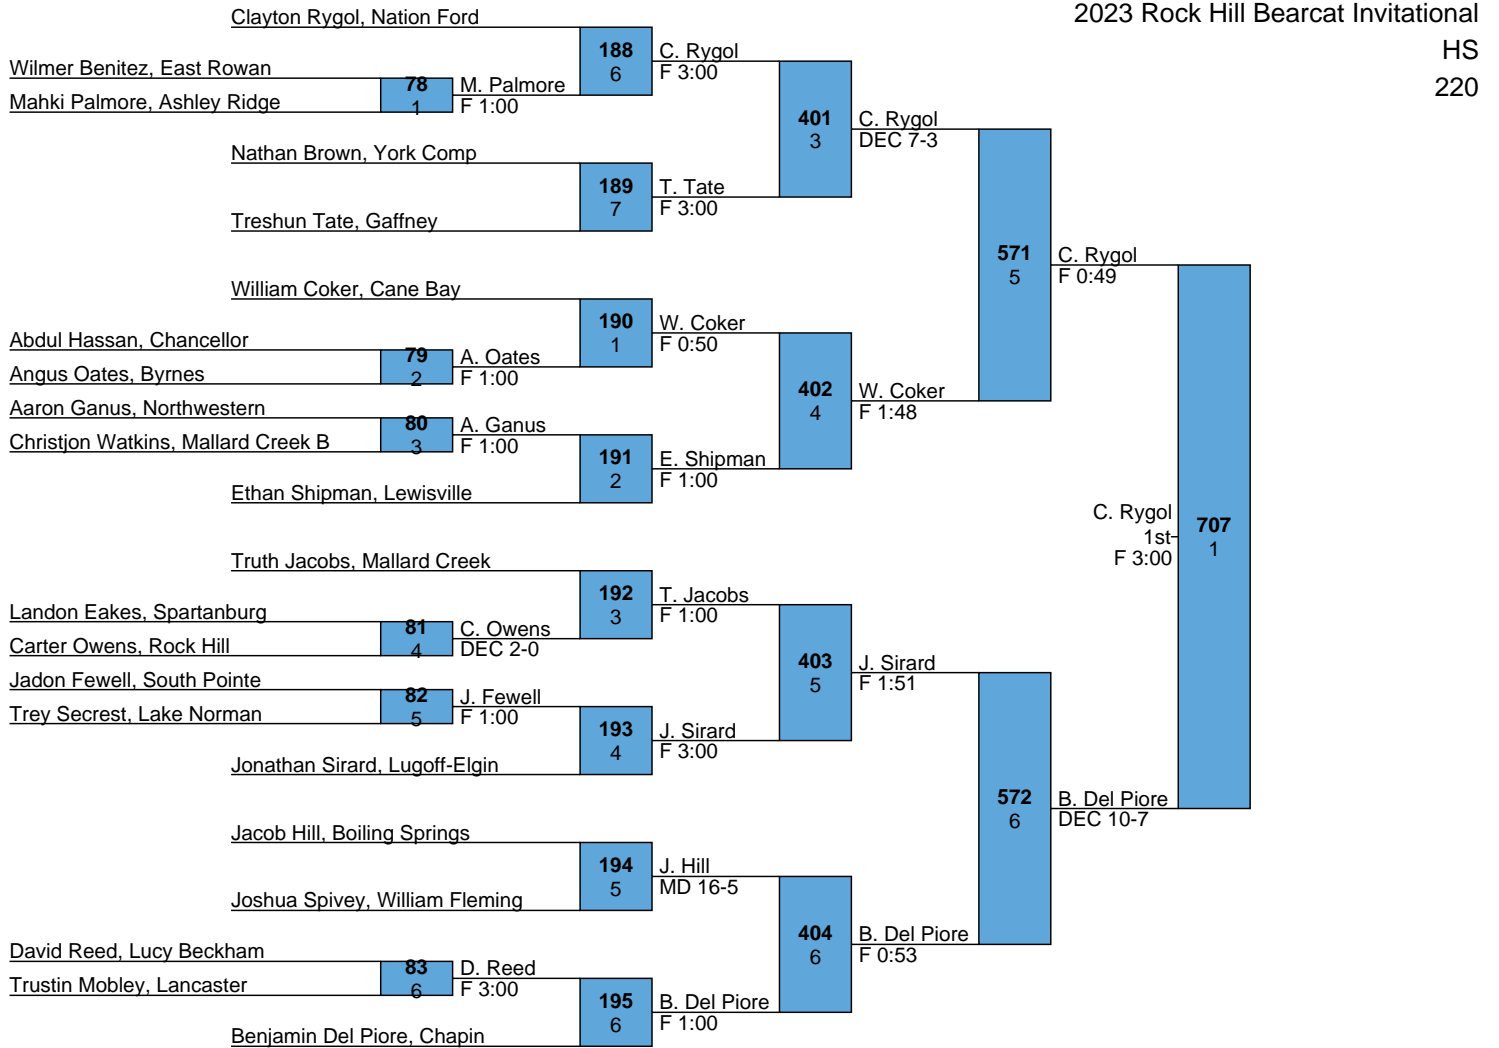 2023 Rock Hill Bearcat Invitational
HS
220
Clayton Rygol, Nation Ford
188
6
C. Rygol
F 3:00
Wilmer Benitez, East Rowan
Mahki Palmore, Ashley Ridge
78
1
M. Palmore
F 1:00
401
3
C. Rygol
DEC 7-3
Nathan Brown, York Comp
189
7
T. Tate
F 3:00
Treshun Tate, Gaffney
571
5
C. Rygol
F 0:49
William Coker, Cane Bay
190
1
W. Coker
F 0:50
Abdul Hassan, Chancellor
Angus Oates, Byrnes
79
2
A. Oates
F 1:00
402
4
W. Coker
F 1:48
Aaron Ganus, Northwestern
Christjon Watkins, Mallard Creek B
80
3
A. Ganus
F 1:00
191
2
E. Shipman
F 1:00
Ethan Shipman, Lewisville
C. Rygol
1st
F 3:00
707
1
Truth Jacobs, Mallard Creek
192
3
T. Jacobs
F 1:00
Landon Eakes, Spartanburg
Carter Owens, Rock Hill
81
4
C. Owens
DEC 2-0
403
5
J. Sirard
F 1:51
Jadon Fewell, South Pointe
Trey Secrest, Lake Norman
82
5
J. Fewell
F 1:00
193
4
J. Sirard
F 3:00
Jonathan Sirard, Lugoff-Elgin
572
6
B. Del Piore
DEC 10-7
Jacob Hill, Boiling Springs
194
5
J. Hill
MD 16-5
Joshua Spivey, William Fleming
404
6
B. Del Piore
F 0:53
David Reed, Lucy Beckham
Trustin Mobley, Lancaster
83
6
D. Reed
F 3:00
195
6
B. Del Piore
F 1:00
Benjamin Del Piore, Chapin